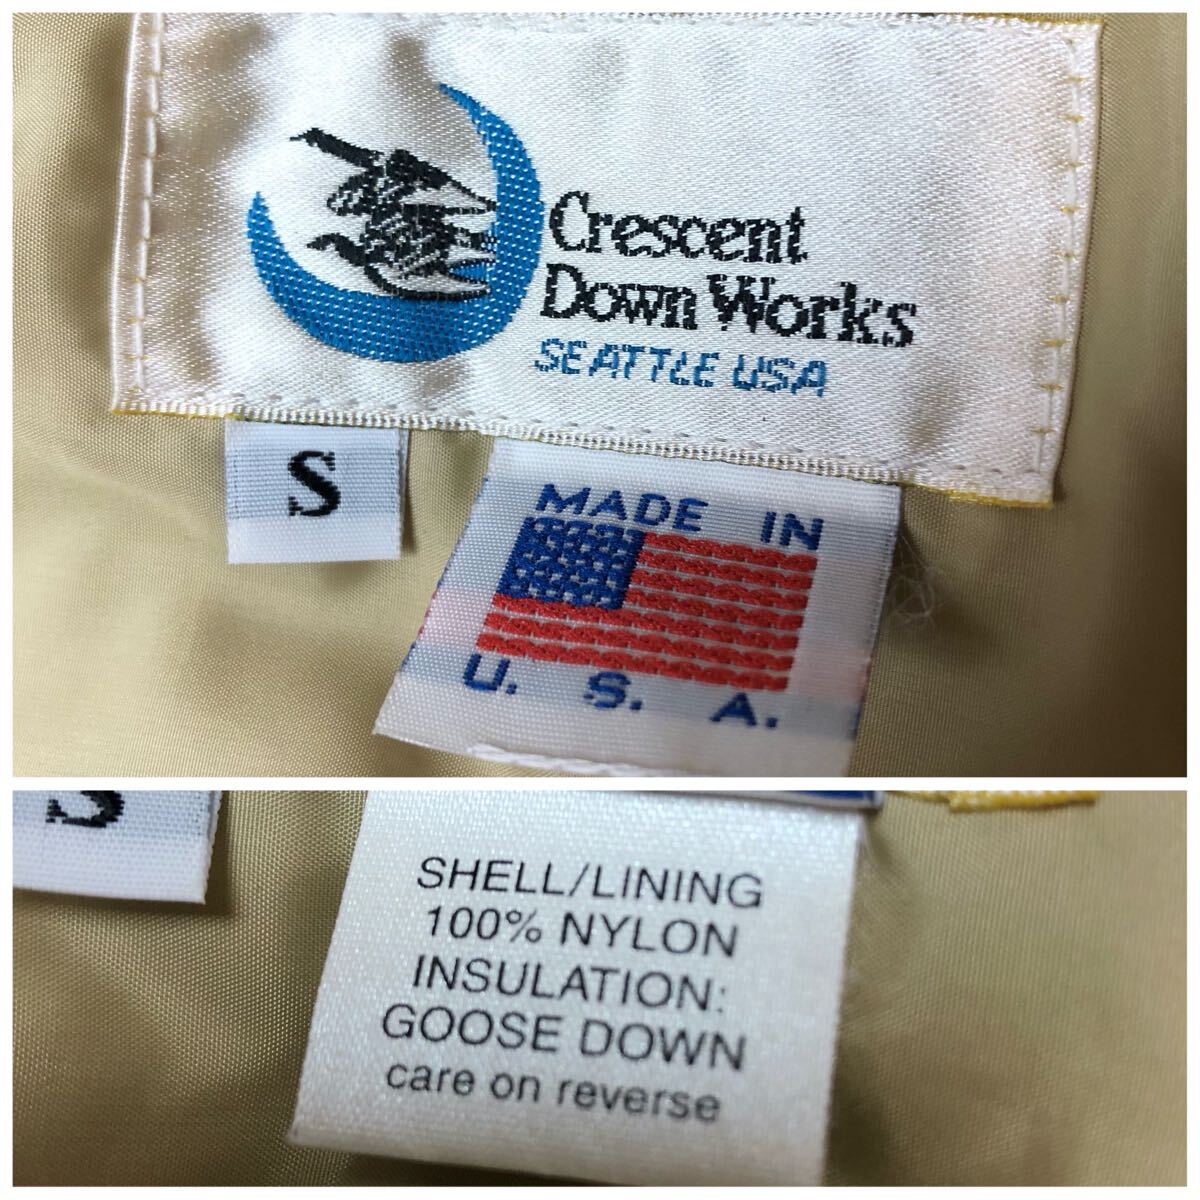 Crescent
Down Works
SEATTLE USA
S
MADE IN
U. S. A.
S
SHELL/LINING
100% NYLON
INSULATION:
GOOSE DOWN
care on reverse